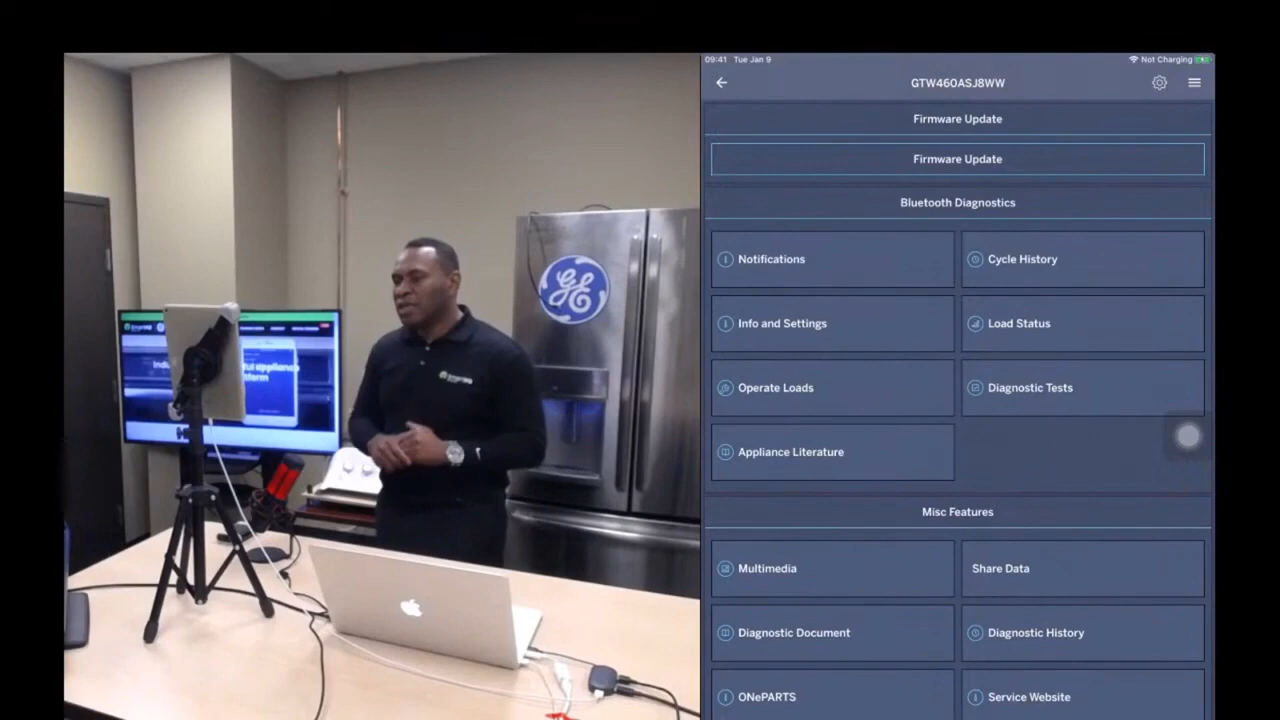 GE
09:41 Tue Jan 9
Not Charging
GTW460ASJ8WW
Firmware Update
Firmware Update
Bluetooth Diagnostics
Notifications
Cycle History
Info and Settings
Load Status
Operate Loads
Diagnostic Tests
Appliance Literature
Misc Features
Multimedia
Share Data
Diagnostic Document
Diagnostic History
ONePARTS
Service Website